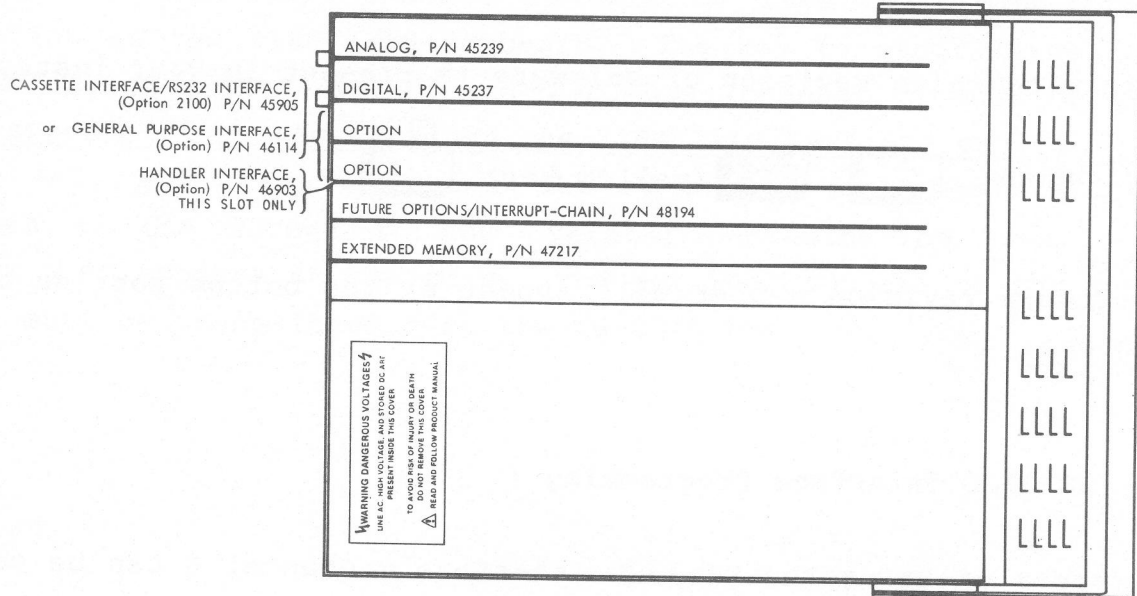 ANALOG, P/N 45239
CASSETTE INTERFACE/RS232 INTERFACE,
(Option 2100) P/N 45905
DIGITAL, P/N 45237
or GENERAL PURPOSE INTERFACE,
(Option) P/N 46114
OPTION
HANDLER INTERFACE,
(Option) P/N 46903
THIS SLOT ONLY
OPTION
FUTURE OPTIONS/INTERRUPT-CHAIN, P/N 48194
EXTENDED MEMORY, P/N 47217
WARNING DANGEROUS VOLTAGES
LINE AC, HIGH VOLTAGE, AND STORED DC ARE
PRESENT INSIDE THIS COVER
TO AVOID RISK OF INJURY OR DEATH
DO NOT REMOVE THIS COVER
READ AND FOLLOW PRODUCT MANUAL